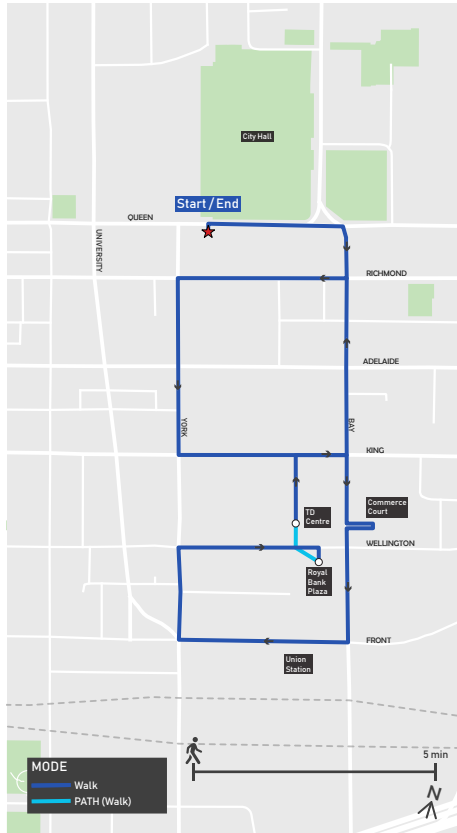 City Hall
Start / End
QUEEN
UNIVERSITY
RICHMOND
ADELAIDE
YORK
BAY
KING
Commerce
Court
TD
Centre
WELLINGTON
Royal
Bank
Plaza
FRONT
Union
Station
5 min
MODE
Walk
PATH (Walk)
N